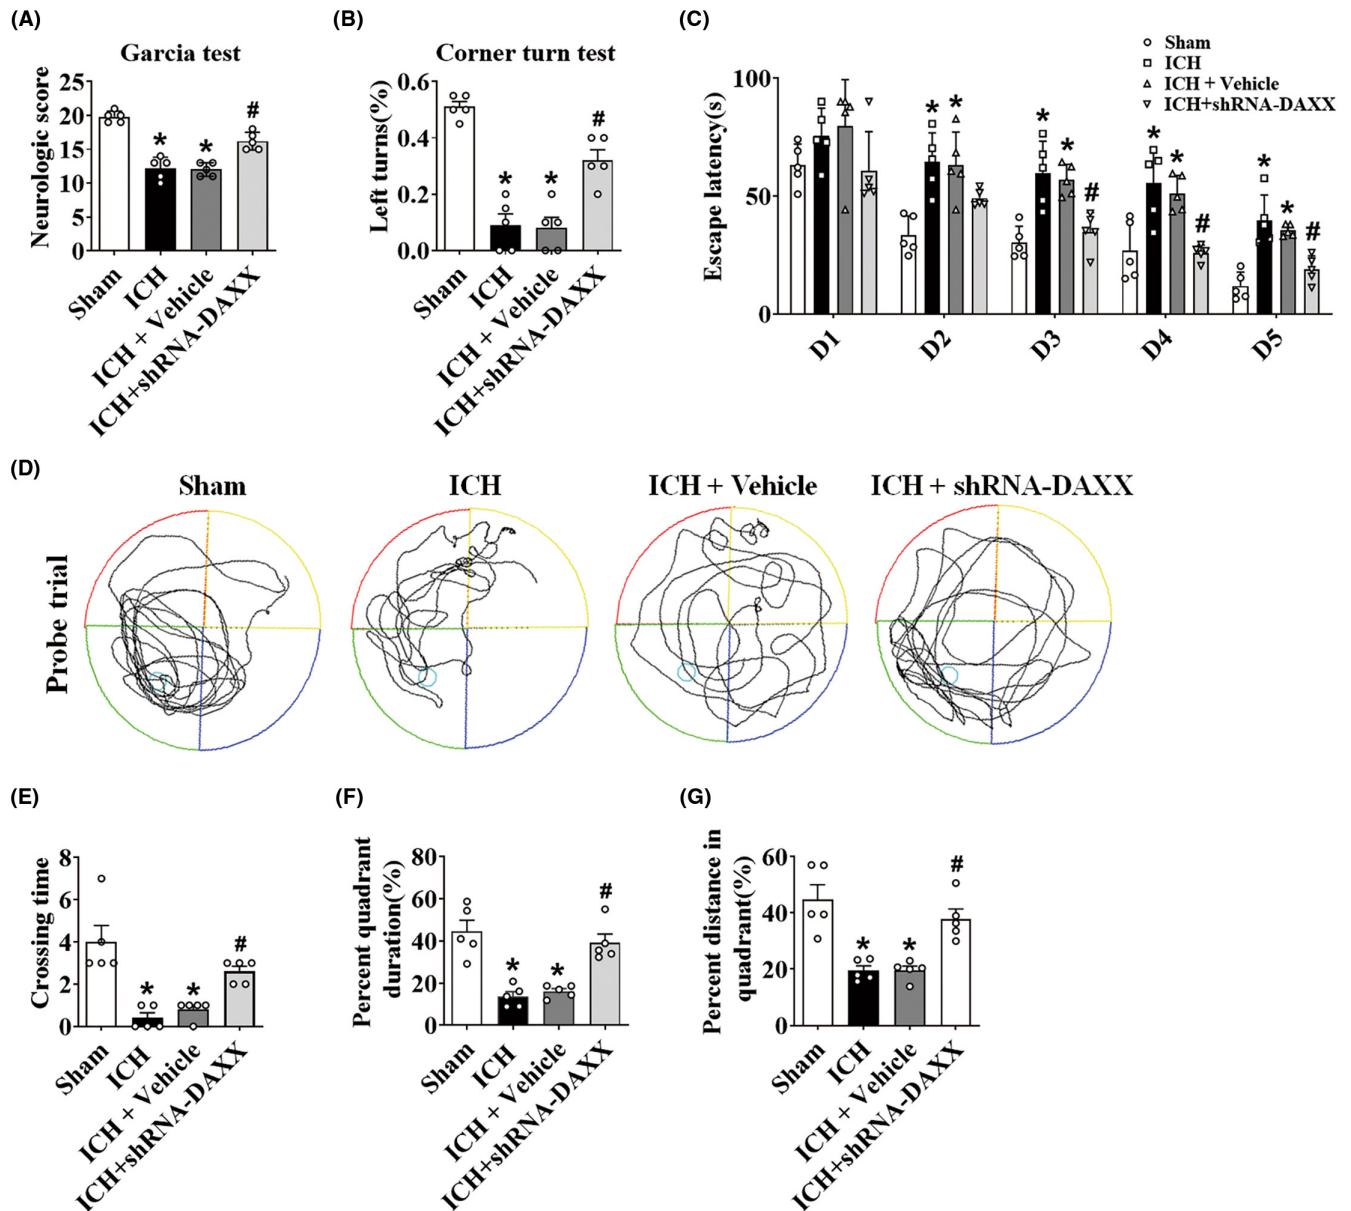 (A)
Garcia test
Neurologic score
25
20
15
10
5
0
*
*
#
Sham
ICH
ICH + Vehicle
ICH+shRNA-DAXX
(B)
Corner turn test
Left turns(%)
0.6
0.4
0.2
0.0
*
*
#
Sham
ICH
ICH + Vehicle
ICH+shRNA-DAXX
(C)
Escape latency(s)
100
50
0
Sham
ICH
ICH + Vehicle
ICH+shRNA-DAXX
* *
* * #
* * #
* * #
D1
D2
D3
D4
D5
(D)
Probe trial
Sham
ICH
ICH + Vehicle
ICH + shRNA-DAXX
(E)
Crossing time
8
6
4
2
0
*
*
#
Sham
ICH
ICH + Vehicle
ICH+shRNA-DAXX
(F)
Percent quadrant
duration(%)
80
60
40
20
0
*
*
#
Sham
ICH
ICH + Vehicle
ICH+shRNA-DAXX
(G)
Percent distance in
quadrant(%)
60
40
20
0
*
*
#
Sham
ICH
ICH + Vehicle
ICH+shRNA-DAXX